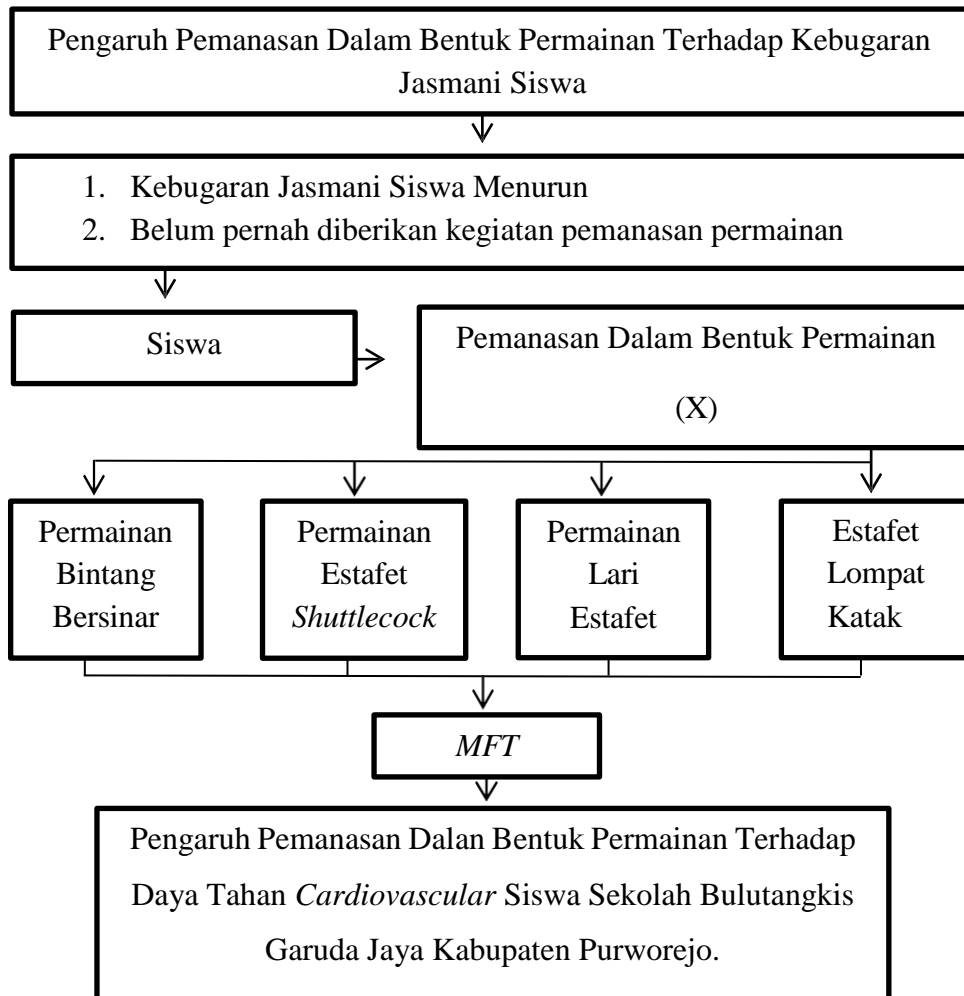 Pengaruh Pemanasan Dalam Bentuk Permainan Terhadap Kebugaran
Jasmani Siswa
1. Kebugaran Jasmani Siswa Menurun
2. Belum pernah diberikan kegiatan pemanasan permainan
Siswa
Pemanasan Dalam Bentuk Permainan
(X)
Permainan
Bintang
Bersinar
Permainan
Estafet
Shuttlecock
Permainan
Lari
Estafet
Estafet
Lompat
Katak
MFT
Pengaruh Pemanasan Dalan Bentuk Permainan Terhadap
Daya Tahan Cardiovascular Siswa Sekolah Bulutangkis
Garuda Jaya Kabupaten Purworejo.